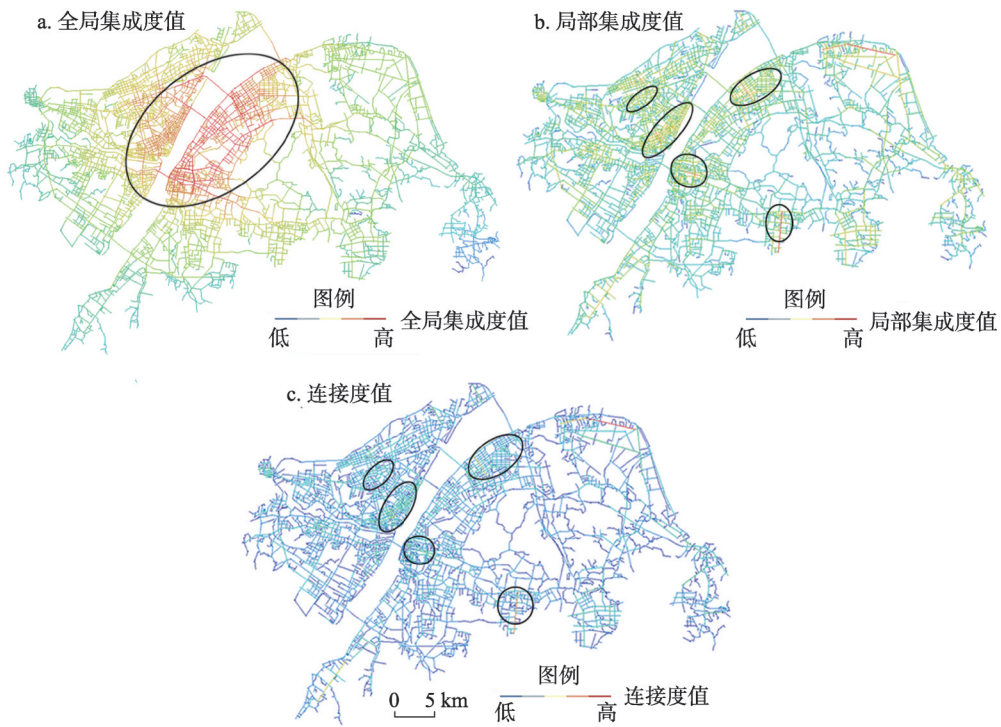 a. 全局集成度值
b. 局部集成度值
图例
全局集成度值
低 高
图例
局部集成度值
低 高
c. 连接度值
0 5 km
图例
连接度值
低 高